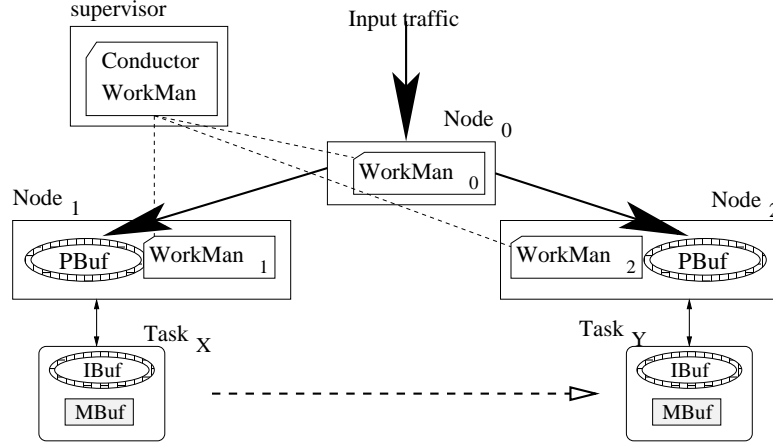 supervisor
Input traffic
Conductor
WorkMan
Node 0
WorkMan 0
Node 1
Node 2
PBuf
WorkMan 1
WorkMan 2
PBuf
Task X
Task Y
IBuf
MBuf
IBuf
MBuf